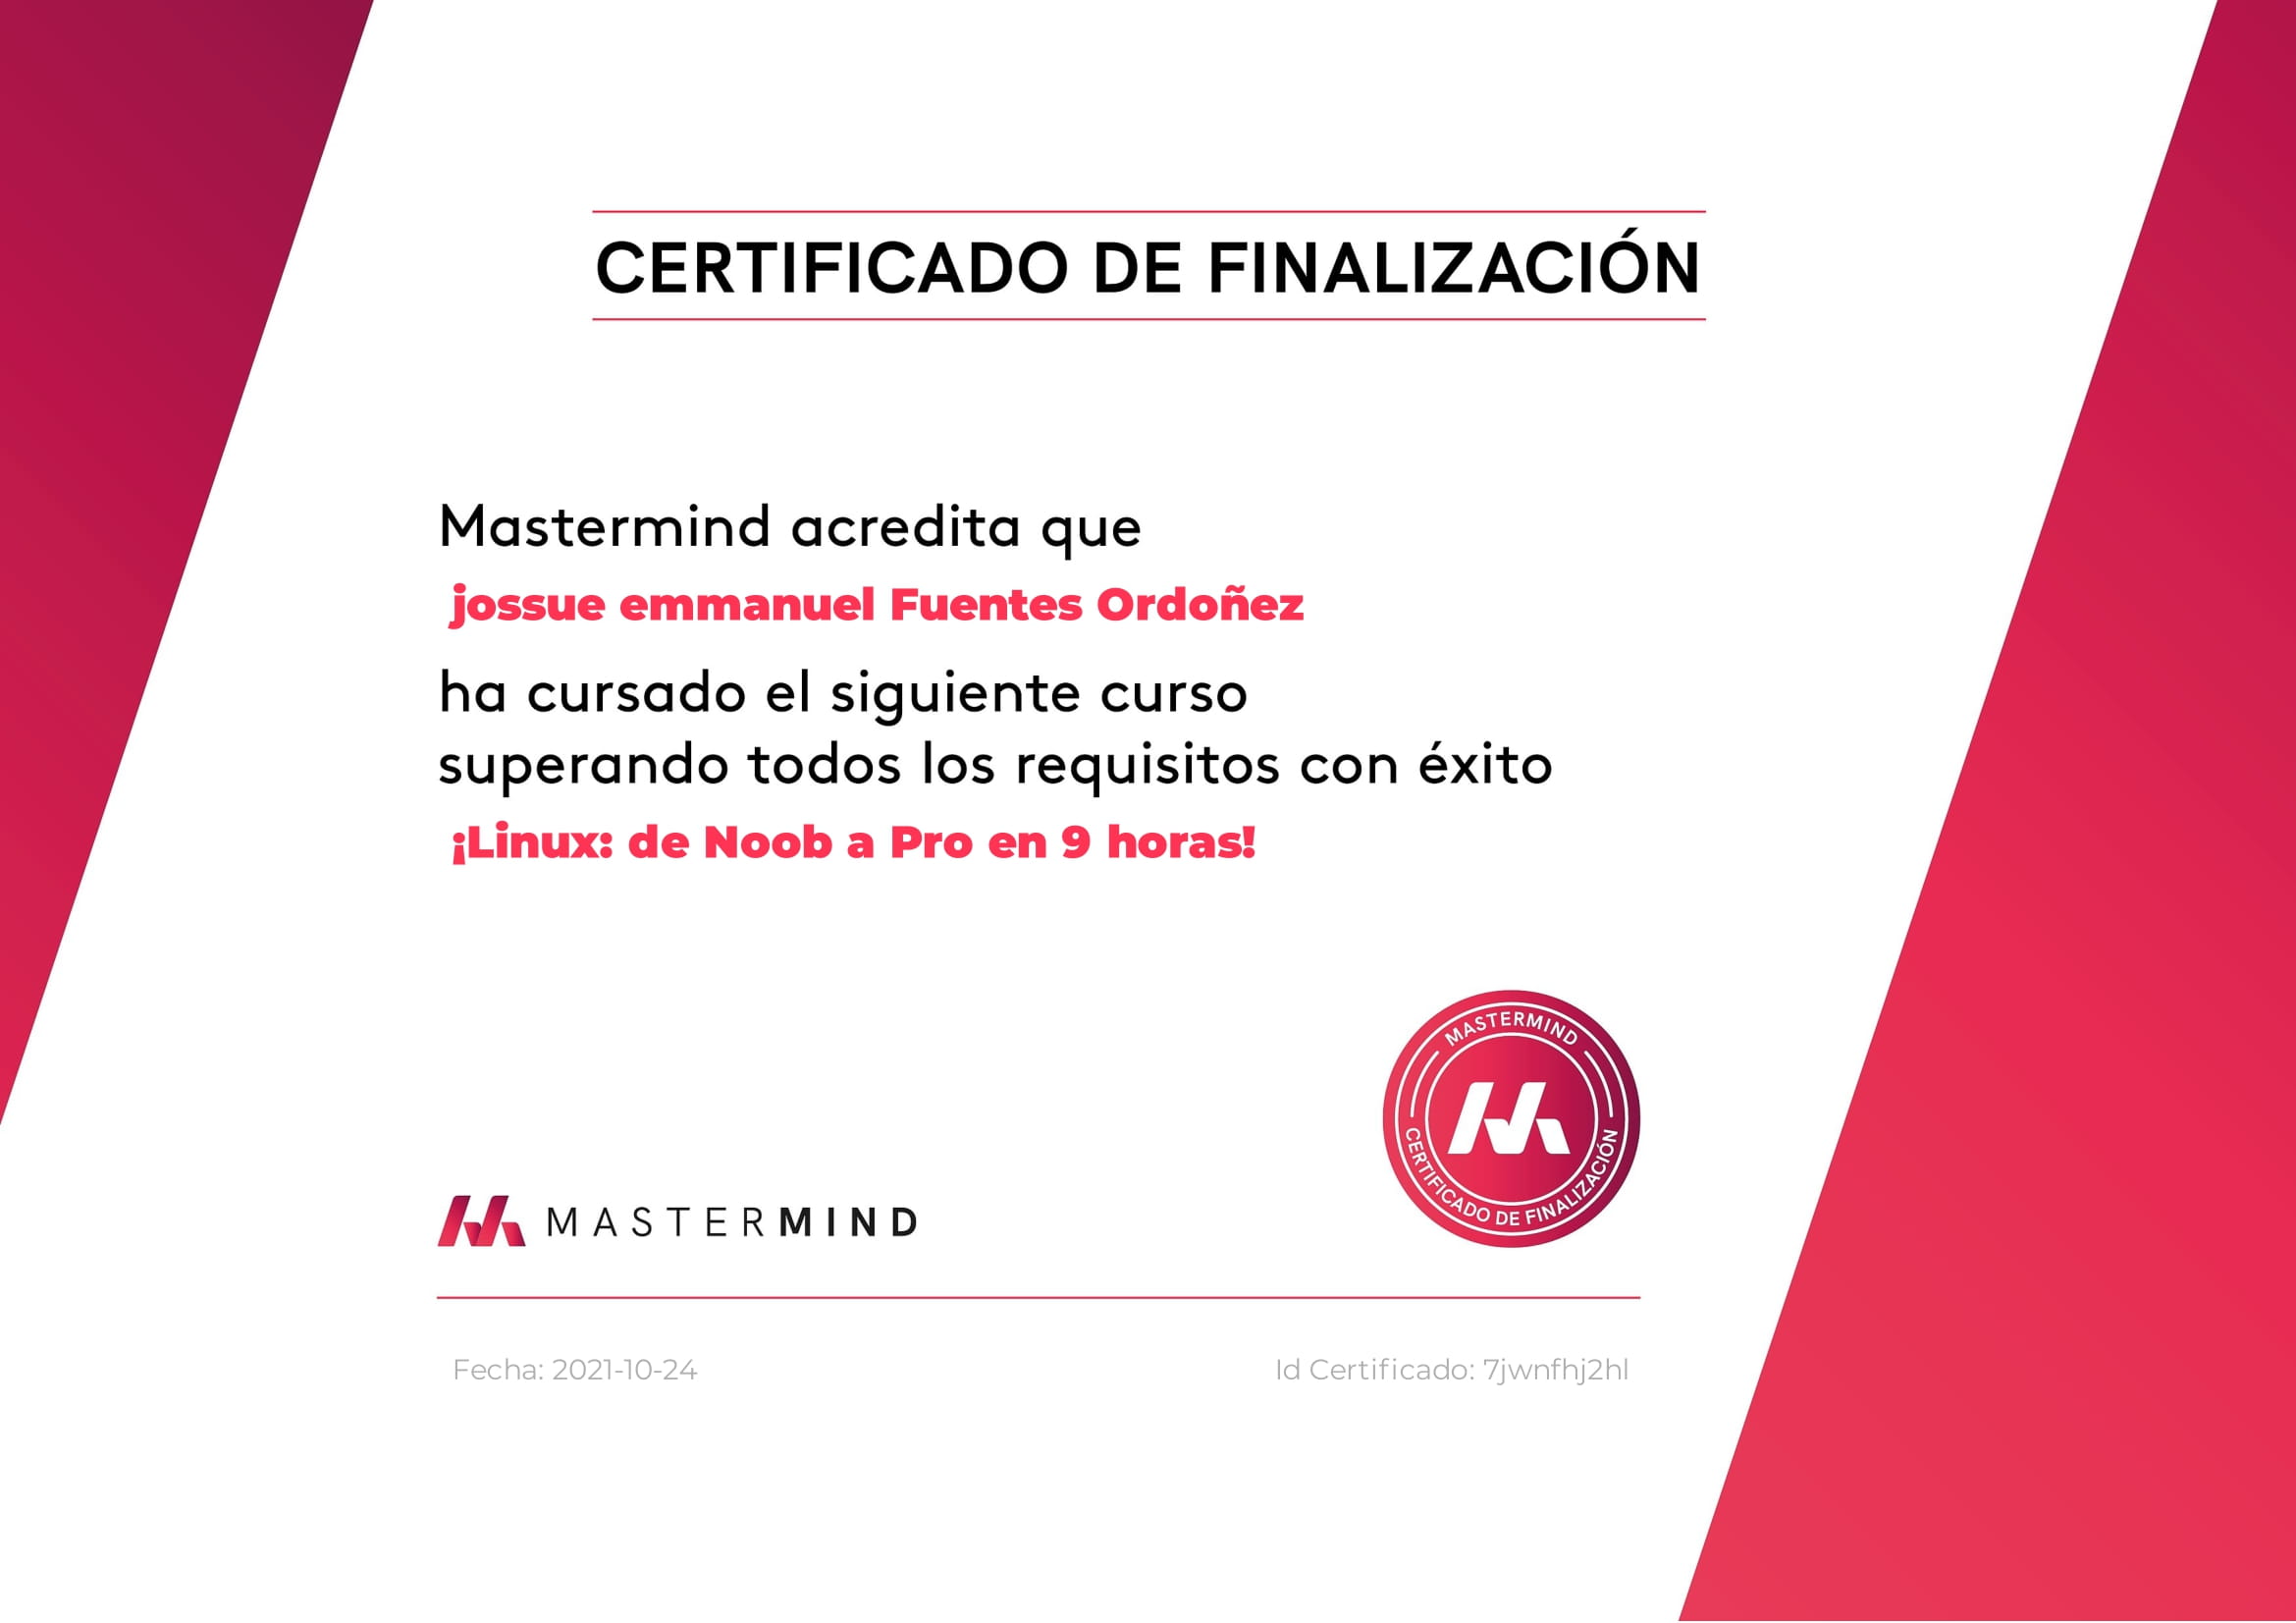 CERTIFICADO DE FINALIZACIÓN
Mastermind acredita que
jossue emmanuel Fuentes Ordoñez
ha cursado el siguiente curso
superando todos los requisitos con éxito
¡Linux: de Noob a Pro en 9 horas!
MASTERMIND
CERTIFICADO DE FINALIZACIÓN
MASTERMIND
Fecha: 2021-10-24
Id Certificado: 7jwnfhj2hl